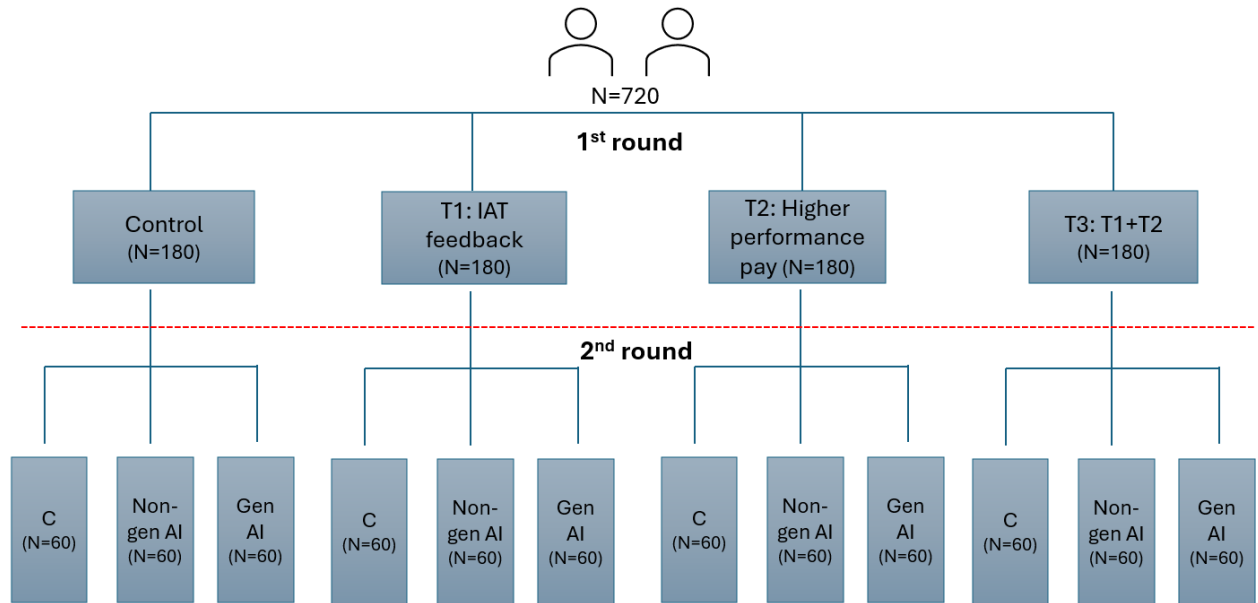 N=720
1st round
Control
(N=180)
T1: IAT
feedback
(N=180)
T2: Higher
performance
pay (N=180)
T3: T1+T2
(N=180)
2nd round
C
(N=60)
Non-
gen AI
(N=60)
Gen
AI
(N=60)
C
(N=60)
Non-
gen AI
(N=60)
Gen
AI
(N=60)
C
(N=60)
Non-
gen AI
(N=60)
Gen
AI
(N=60)
C
(N=60)
Non-
gen AI
(N=60)
Gen
AI
(N=60)